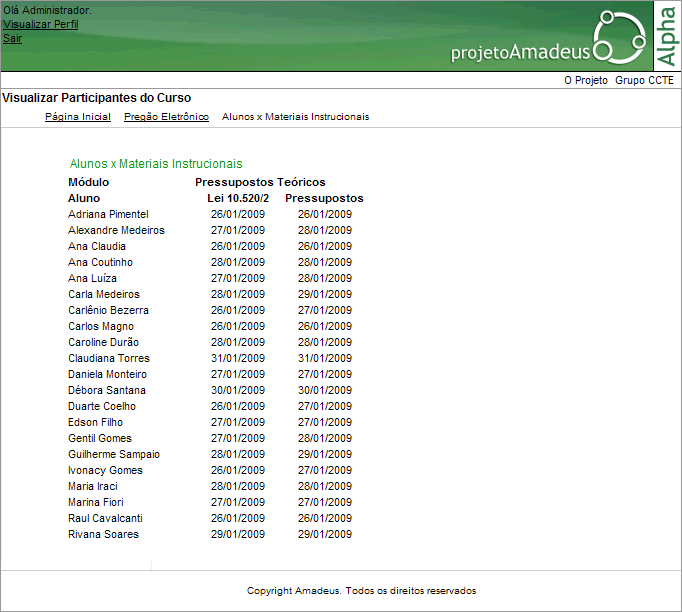 Olá Administrador.
Visualizar Perfil
Sair
projetoAmadeus
Alpha
O Projeto Grupo CCTE
Visualizar Participantes do Curso
Página Inicial Pregão Eletrônico Alunos x Materiais Instrucionais
Alunos x Materiais Instrucionais
Módulo Pressupostos Teóricos
Aluno Lei 10.520/2 Pressupostos
Adriana Pimentel 26/01/2009 26/01/2009
Alexandre Medeiros 27/01/2009 28/01/2009
Ana Claudia 26/01/2009 26/01/2009
Ana Coutinho 28/01/2009 28/01/2009
Ana Luíza 27/01/2009 28/01/2009
Carla Medeiros 28/01/2009 29/01/2009
Carlênio Bezerra 26/01/2009 27/01/2009
Carlos Magno 26/01/2009 26/01/2009
Caroline Durão 28/01/2009 28/01/2009
Claudiana Torres 31/01/2009 31/01/2009
Daniela Monteiro 27/01/2009 27/01/2009
Débora Santana 30/01/2009 30/01/2009
Duarte Coelho 26/01/2009 27/01/2009
Edson Filho 27/01/2009 27/01/2009
Gentil Gomes 27/01/2009 28/01/2009
Guilherme Sampaio 28/01/2009 29/01/2009
Ivonacy Gomes 26/01/2009 27/01/2009
Maria Iraci 28/01/2009 28/01/2009
Marina Fiori 27/01/2009 27/01/2009
Raul Cavalcanti 26/01/2009 26/01/2009
Rivana Soares 29/01/2009 29/01/2009
Copyright Amadeus. Todos os direitos reservados